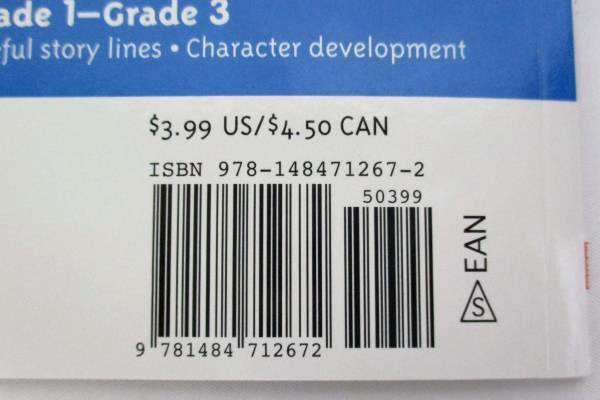 ade 1–Grade 3
ful story lines • Character development
$3.99 US/$4.50 CAN
ISBN 978-148471267-2
50399
9 781484 712672
EAN
S